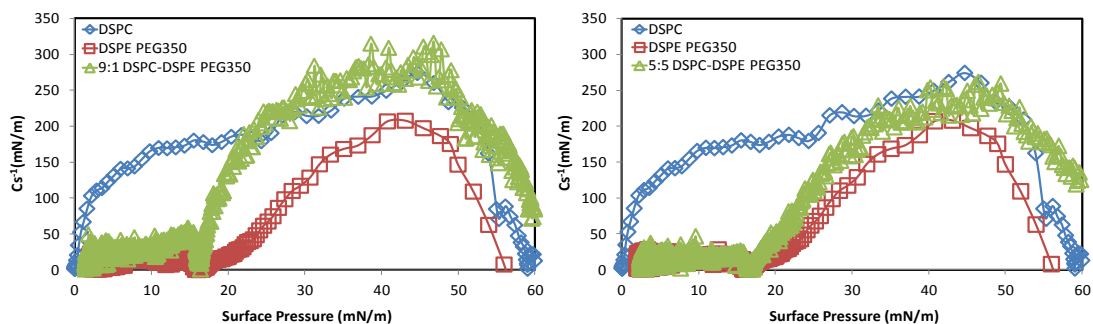 350
300
250
200
150
100
50
0
Cs⁻¹(mN/m)
DSPC
DSPE PEG350
9:1 DSPC-DSPE PEG350
0 10 20 30 40 50 60
Surface Pressure (mN/m)
350
300
250
200
150
100
50
0
Cs⁻¹(mN/m)
DSPC
DSPE PEG350
5:5 DSPC-DSPE PEG350
0 10 20 30 40 50 60
Surface Pressure (mN/m)